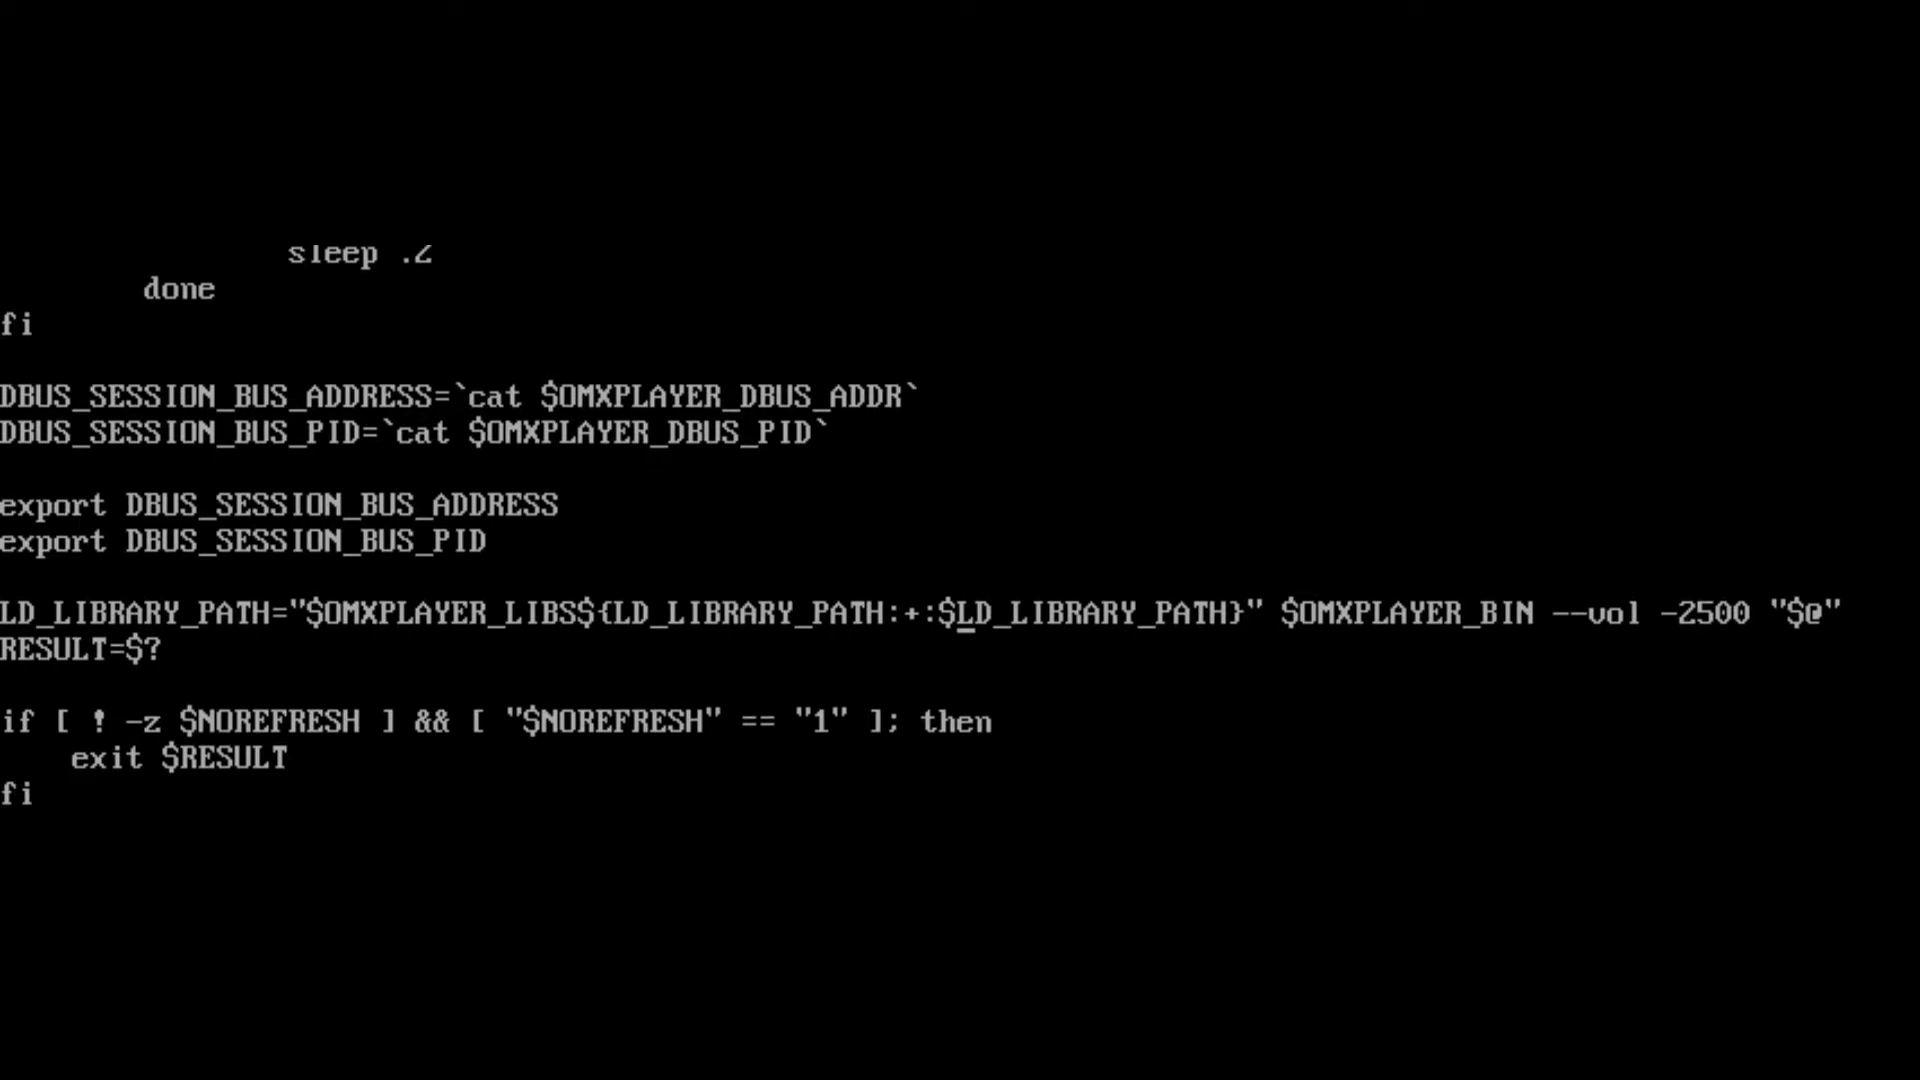 sleep .2
done
fi
DBUS_SESSION_BUS_ADDRESS=`cat $OMXPLAYER_DBUS_ADDR`
DBUS_SESSION_BUS_PID=`cat $OMXPLAYER_DBUS_PID`
export DBUS_SESSION_BUS_ADDRESS
export DBUS_SESSION_BUS_PID
LD_LIBRARY_PATH="$OMXPLAYER_LIBS${LD_LIBRARY_PATH:+:$LD_LIBRARY_PATH}" $OMXPLAYER_BIN --vol -2500 "$@"
RESULT=$?
if [ ! -z $NOREFRESH ] && [ "$NOREFRESH" == "1" ]; then
exit $RESULT
fi